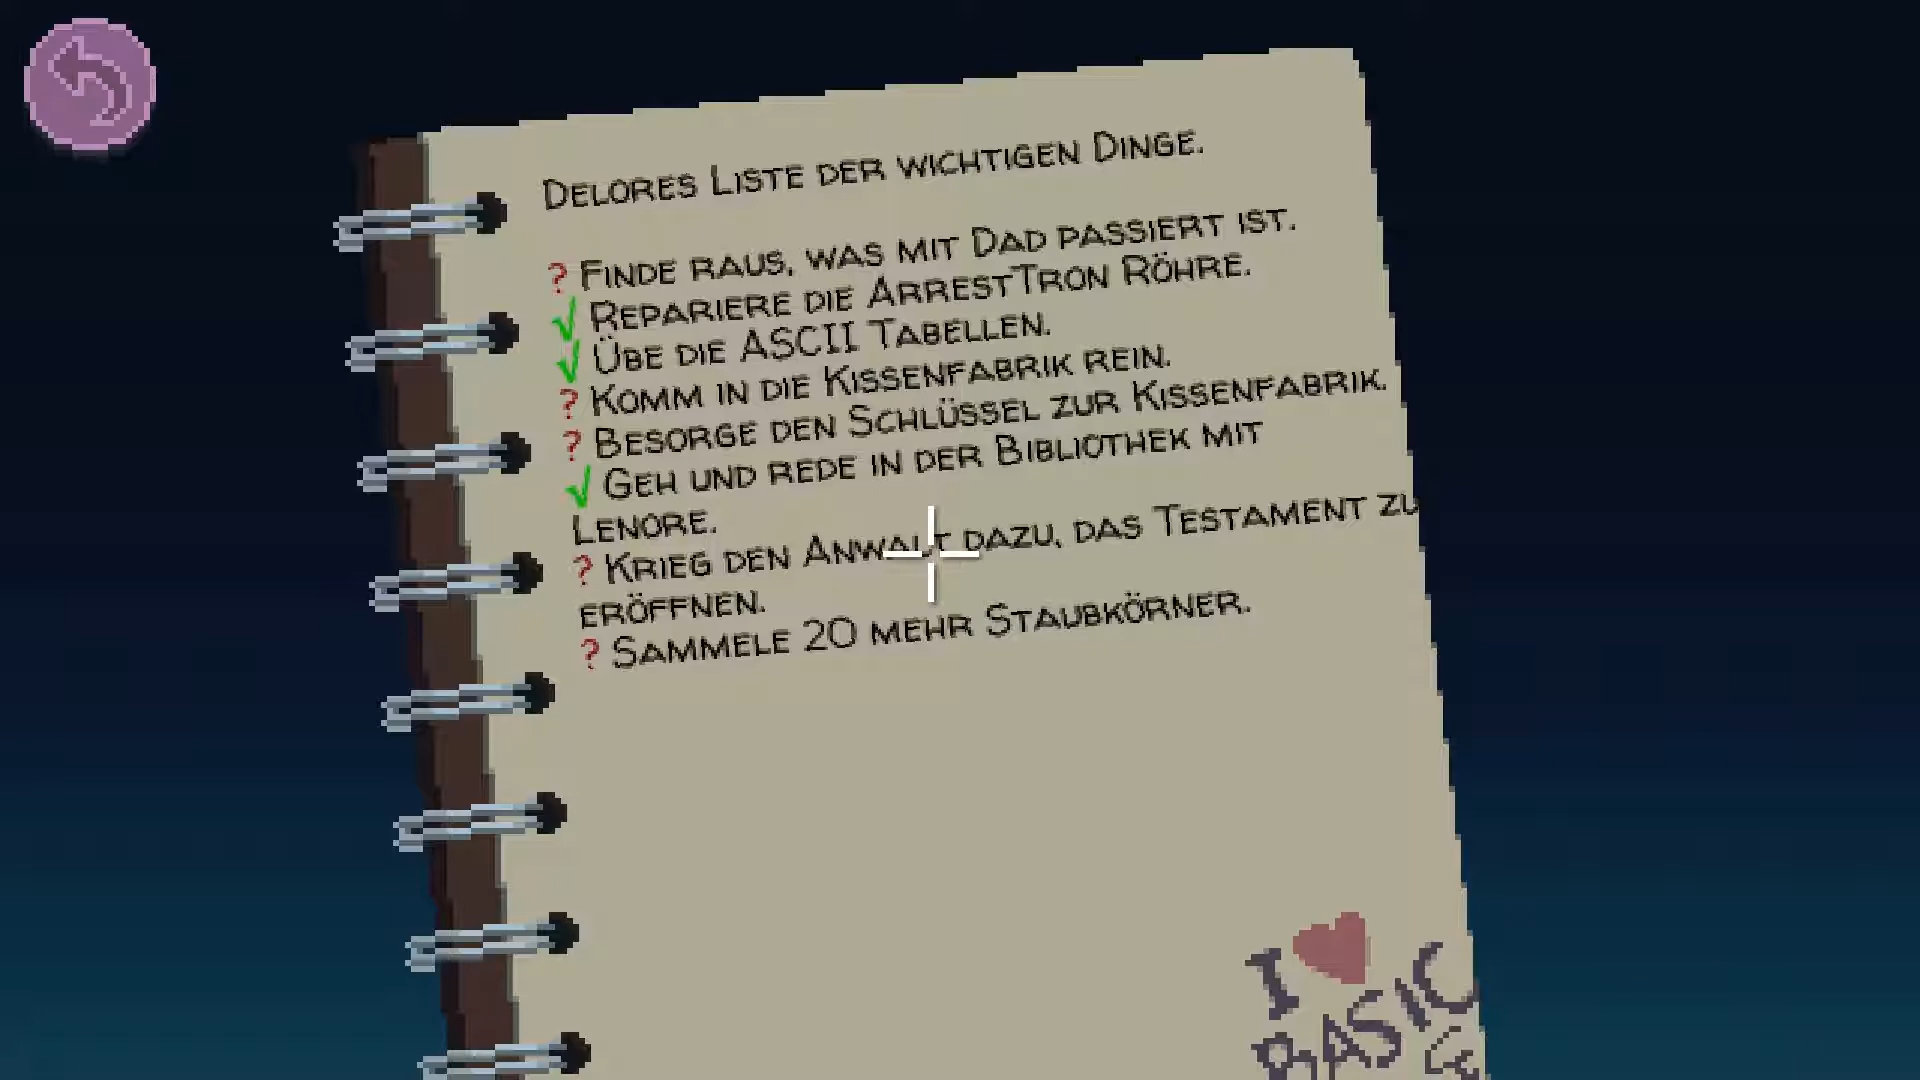 Delores Liste der wichtigen Dinge.
? Finde raus, was mit Dad passiert ist.
√ Repariere die ArrestTron Röhre.
√ Übe die ASCII Tabellen.
? Komm in die Kissenfabrik rein.
? Besorge den Schlüssel zur Kissenfabrik.
√ Geh und rede in der Bibliothek mit
Lenore.
? Krieg den Anwalt dazu, das Testament zu
eröffnen.
? Sammele 20 mehr Staubkörner.
I ❤
BASIC